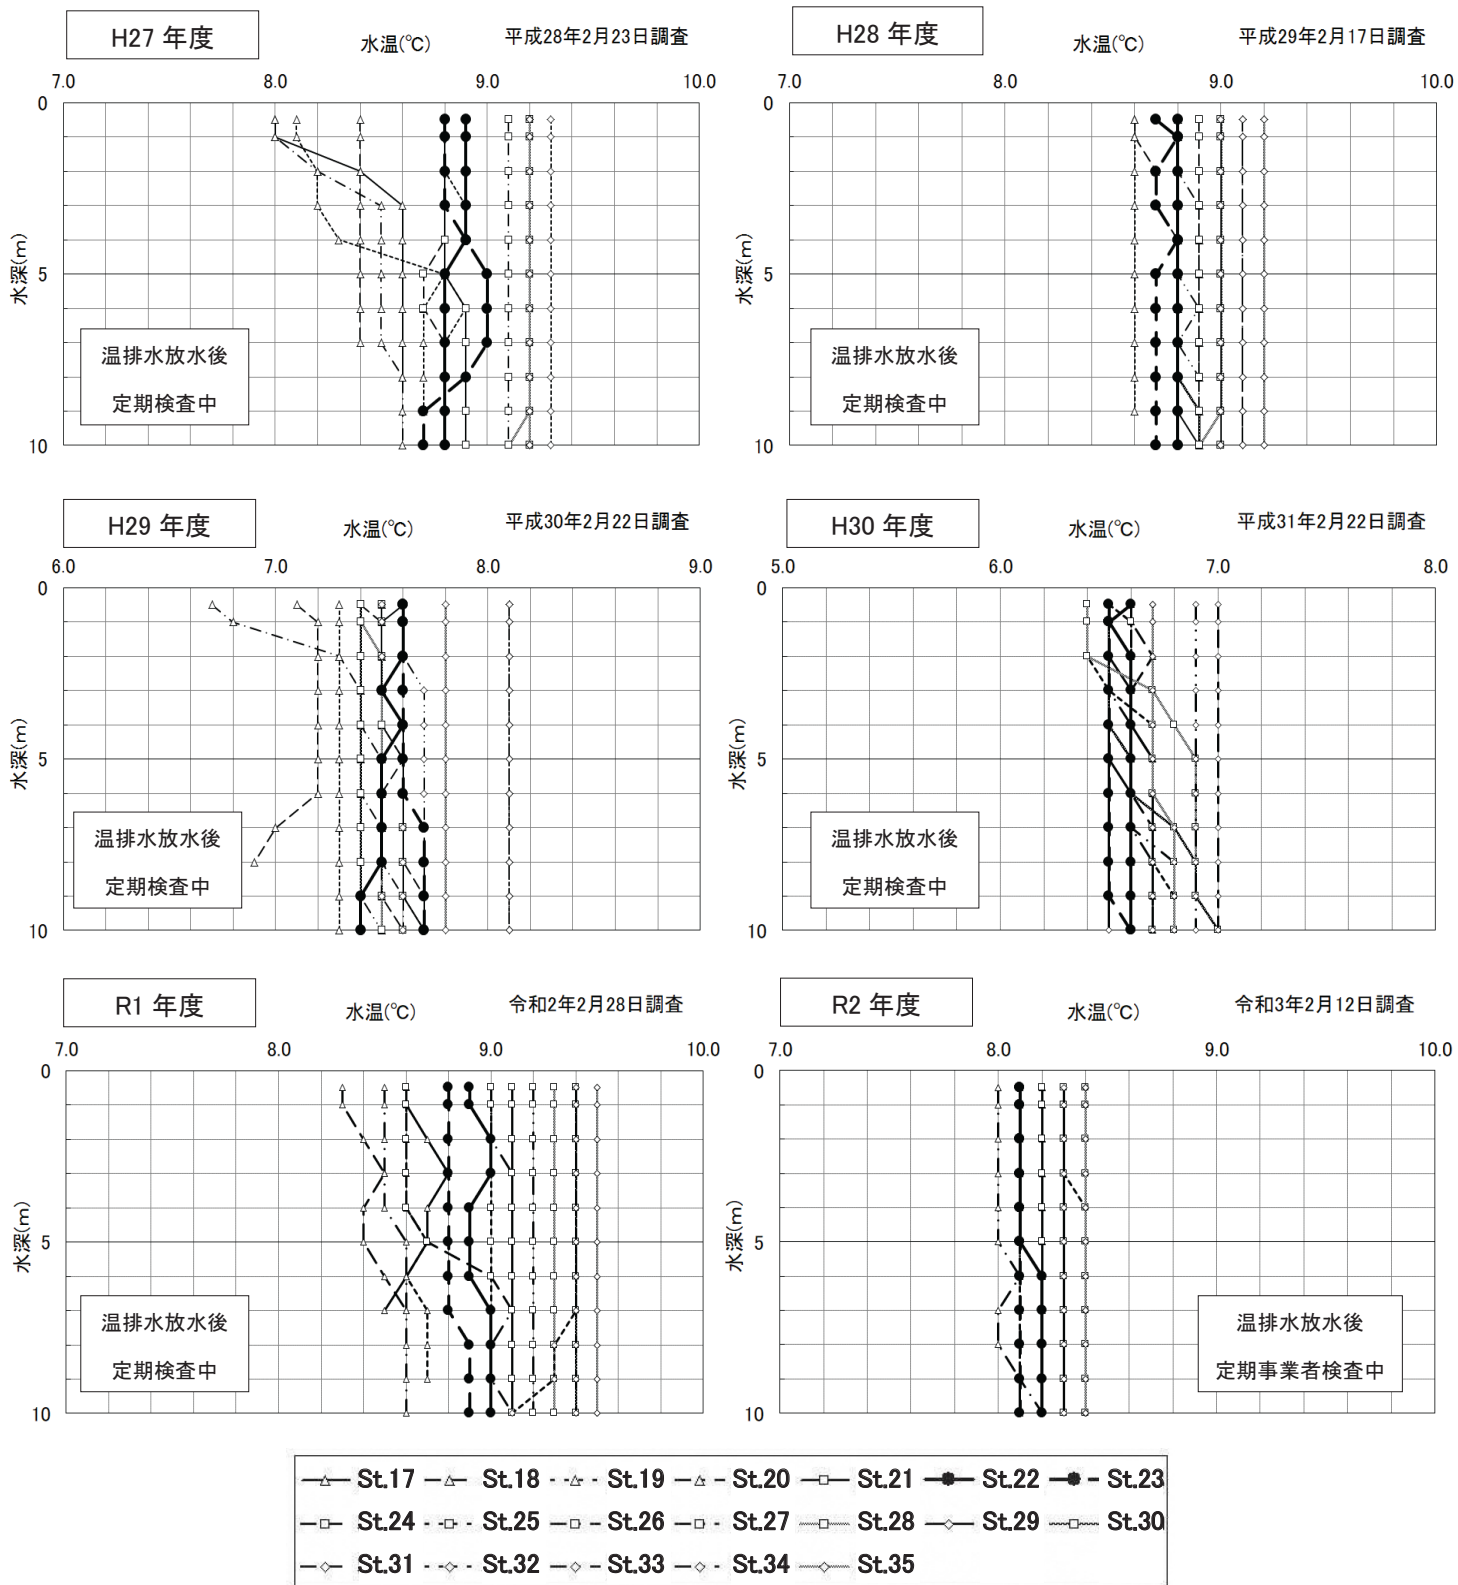 H27 年度
水温(℃)
平成28年2月23日調査
7.0 8.0 9.0 10.0
0
5
10
水深(m)
温排水放水後
定期検査中
H28 年度
水温(℃)
平成29年2月17日調査
7.0 8.0 9.0 10.0
0
5
10
水深(m)
温排水放水後
定期検査中
H29 年度
水温(℃)
平成30年2月22日調査
6.0 7.0 8.0 9.0
0
5
10
水深(m)
温排水放水後
定期検査中
H30 年度
水温(℃)
平成31年2月22日調査
5.0 6.0 7.0 8.0
0
5
10
水深(m)
温排水放水後
定期検査中
R1 年度
水温(℃)
令和2年2月28日調査
7.0 8.0 9.0 10.0
0
5
10
水深(m)
温排水放水後
定期検査中
R2 年度
水温(℃)
令和3年2月12日調査
7.0 8.0 9.0 10.0
0
5
10
水深(m)
温排水放水後
定期事業者検査中
St.17 St.18 St.19 St.20 St.21 St.22 St.23
St.24 St.25 St.26 St.27 St.28 St.29 St.30
St.31 St.32 St.33 St.34 St.35